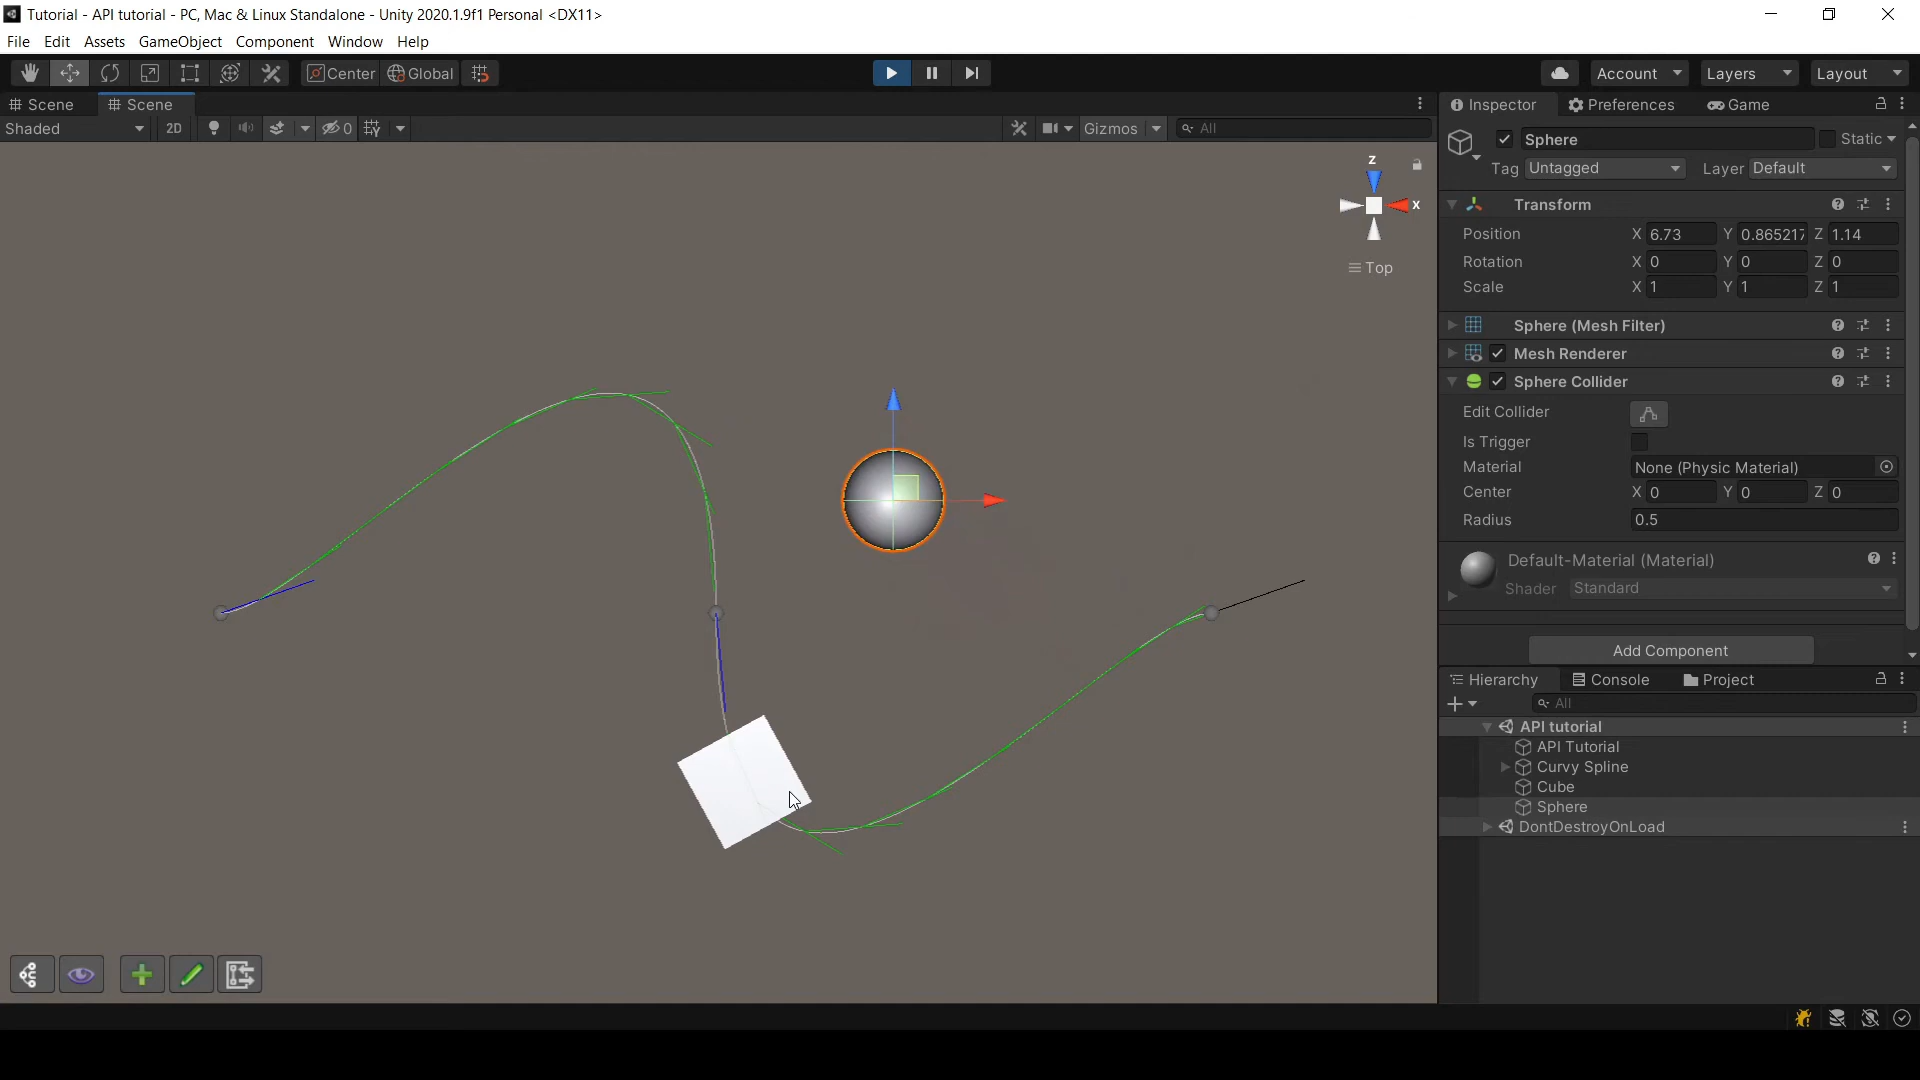 Tutorial - API tutorial - PC, Mac & Linux Standalone - Unity 2020.1.9f1 Personal <DX11>
File Edit Assets GameObject Component Window Help
Center Global Account Layers Layout
Scene Scene
Shaded 2D 0 Gizmos All
z
x
Top
Inspector Preferences Game
Sphere Static
Tag Untagged Layer Default
Transform
Position X 6.73 Y 0.865217 Z 1.14
Rotation X 0 Y 0 Z 0
Scale X 1 Y 1 Z 1
Sphere (Mesh Filter)
Mesh Renderer
Sphere Collider
Edit Collider
Is Trigger
Material None (Physic Material)
Center X 0 Y 0 Z 0
Radius 0.5
Default-Material (Material)
Shader Standard
Add Component
Hierarchy Console Project
All
API tutorial
API Tutorial
Curvy Spline
Cube
Sphere
DontDestroyOnLoad